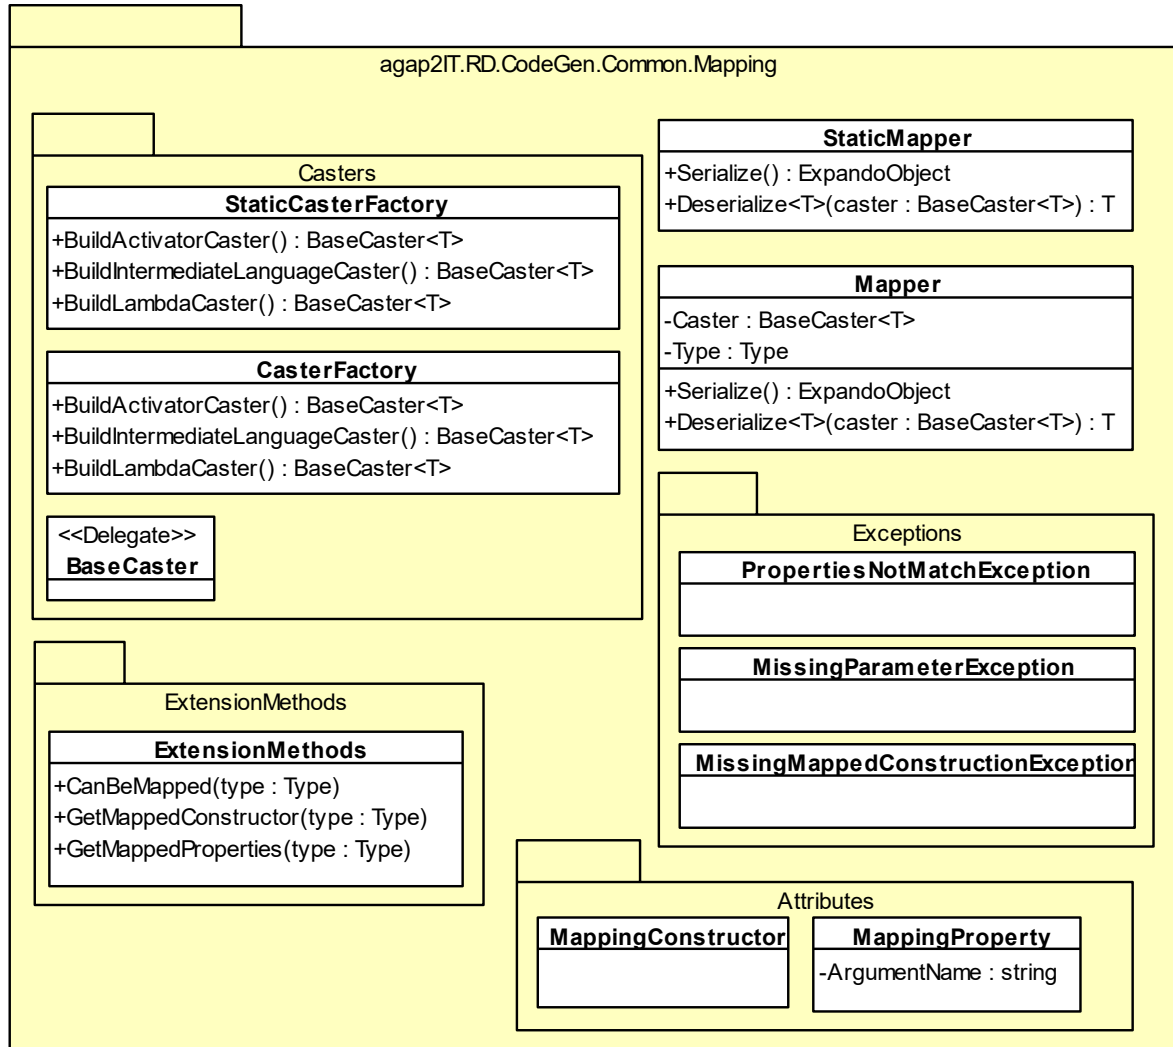 agap2IT.RD.CodeGen.Common.Mapping
Casters
StaticCasterFactory
+BuildActivatorCaster() : BaseCaster<T>
+BuildIntermediateLanguageCaster() : BaseCaster<T>
+BuildLambdaCaster() : BaseCaster<T>
CasterFactory
+BuildActivatorCaster() : BaseCaster<T>
+BuildIntermediateLanguageCaster() : BaseCaster<T>
+BuildLambdaCaster() : BaseCaster<T>
<<Delegate>>
BaseCaster
StaticMapper
+Serialize() : ExpandoObject
+Deserialize<T>(caster : BaseCaster<T>) : T
Mapper
-Caster : BaseCaster<T>
-Type : Type
+Serialize() : ExpandoObject
+Deserialize<T>(caster : BaseCaster<T>) : T
Exceptions
PropertiesNotMatchException
MissingParameterException
MissingMappedConstructionException
ExtensionMethods
ExtensionMethods
+CanBeMapped(type : Type)
+GetMappedConstructor(type : Type)
+GetMappedProperties(type : Type)
Attributes
MappingConstructor
MappingProperty
-ArgumentName : string